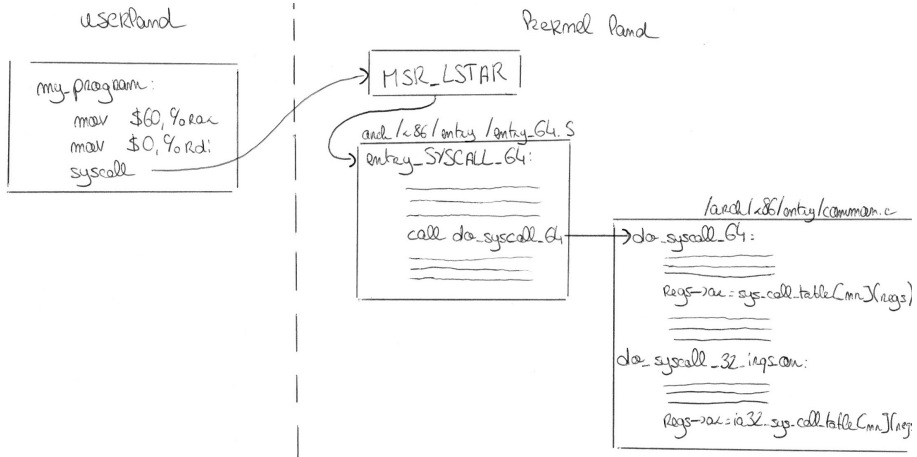 userland
kernel land
my_program:
mov $60, %rax
mov $0, %rdi
syscall
MSR_LSTAR
arch/x86/entry/entry_64.S
entry_SYSCALL_64:
call do_syscall_64
/arch/x86/entry/common.c
do_syscall_64:
regs->ax = sys_call_table[nr](regs)
do_syscall_32_irqs_on:
regs->ax = ia32_sys_call_table[nr](regs